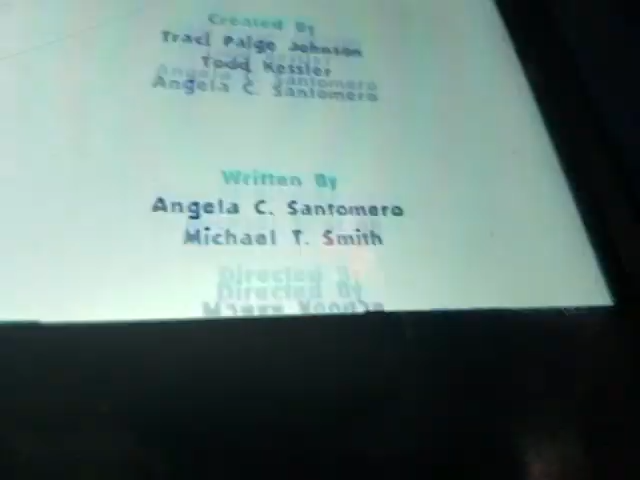 Created By
Traci Paige Johnson
Todd Kessler
Angela C. Santomero
Written By
Angela C. Santomero
Michael T. Smith
Directed By